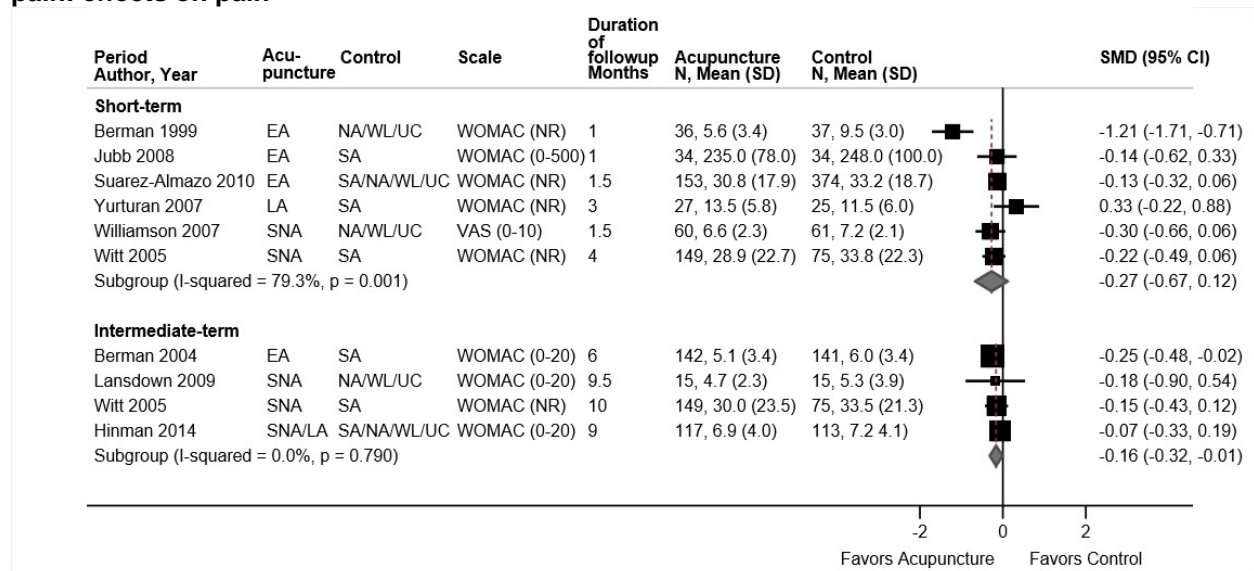 Duration
of
Period Acu- Control Scale followup Acupuncture Control SMD (95% CI)
Author, Year puncture Months N, Mean (SD) N, Mean (SD)
Short-term
Berman 1999 EA NA/WL/UC WOMAC (NR) 1 36, 5.6 (3.4) 37, 9.5 (3.0) -1.21 (-1.71, -0.71)
Jubb 2008 EA SA WOMAC (0-500) 1 34, 235.0 (78.0) 34, 248.0 (100.0) -0.14 (-0.62, 0.33)
Suarez-Almazo 2010 EA SA/NA/WL/UC WOMAC (NR) 1.5 153, 30.8 (17.9) 374, 33.2 (18.7) -0.13 (-0.32, 0.06)
Yurturan 2007 LA SA WOMAC (NR) 3 27, 13.5 (5.8) 25, 11.5 (6.0) 0.33 (-0.22, 0.88)
Williamson 2007 SNA NA/WL/UC VAS (0-10) 1.5 60, 6.6 (2.3) 61, 7.2 (2.1) -0.30 (-0.66, 0.06)
Witt 2005 SNA SA WOMAC (NR) 4 149, 28.9 (22.7) 75, 33.8 (22.3) -0.22 (-0.49, 0.06)
Subgroup (I-squared = 79.3%, p = 0.001) -0.27 (-0.67, 0.12)
Intermediate-term
Berman 2004 EA SA WOMAC (0-20) 6 142, 5.1 (3.4) 141, 6.0 (3.4) -0.25 (-0.48, -0.02)
Lansdown 2009 SNA NA/WL/UC WOMAC (0-20) 9.5 15, 4.7 (2.3) 15, 5.3 (3.9) -0.18 (-0.90, 0.54)
Witt 2005 SNA SA WOMAC (NR) 10 149, 30.0 (23.5) 75, 33.5 (21.3) -0.15 (-0.43, 0.12)
Hinman 2014 SNA/LA SA/NA/WL/UC WOMAC (0-20) 9 117, 6.9 (4.0) 113, 7.2 4.1) -0.07 (-0.33, 0.19)
Subgroup (I-squared = 0.0%, p = 0.790) -0.16 (-0.32, -0.01)
-2 0 2
Favors Acupuncture Favors Control